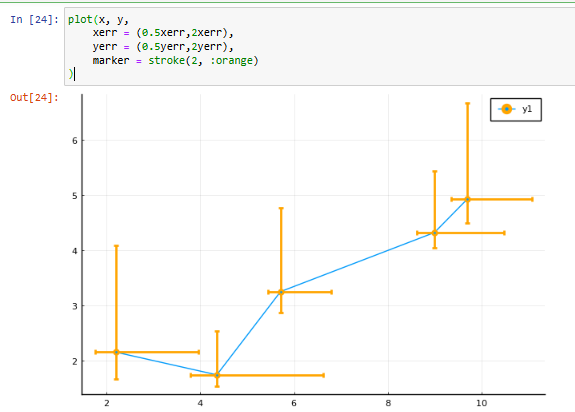 In [24]: plot(x, y,
xerr = (0.5xerr,2xerr),
yerr = (0.5yerr,2yerr),
marker = stroke(2, :orange)
)
Out[24]:
y1
6
5
4
3
2
2 4 6 8 10